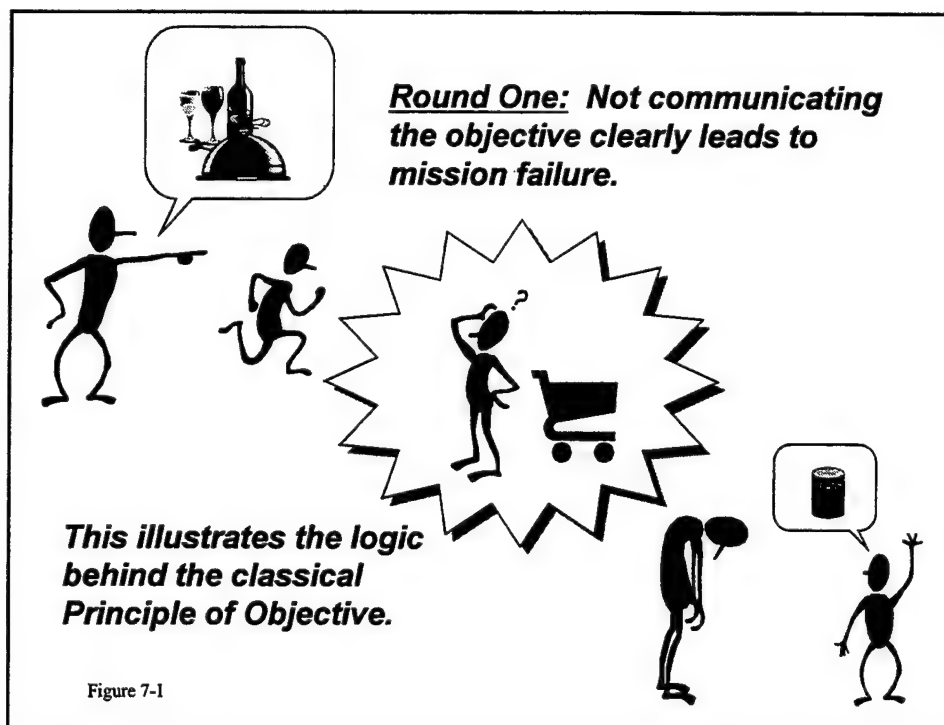 Round One: Not communicating
the objective clearly leads to
mission failure.
?
This illustrates the logic
behind the classical
Principle of Objective.
Figure 7-1